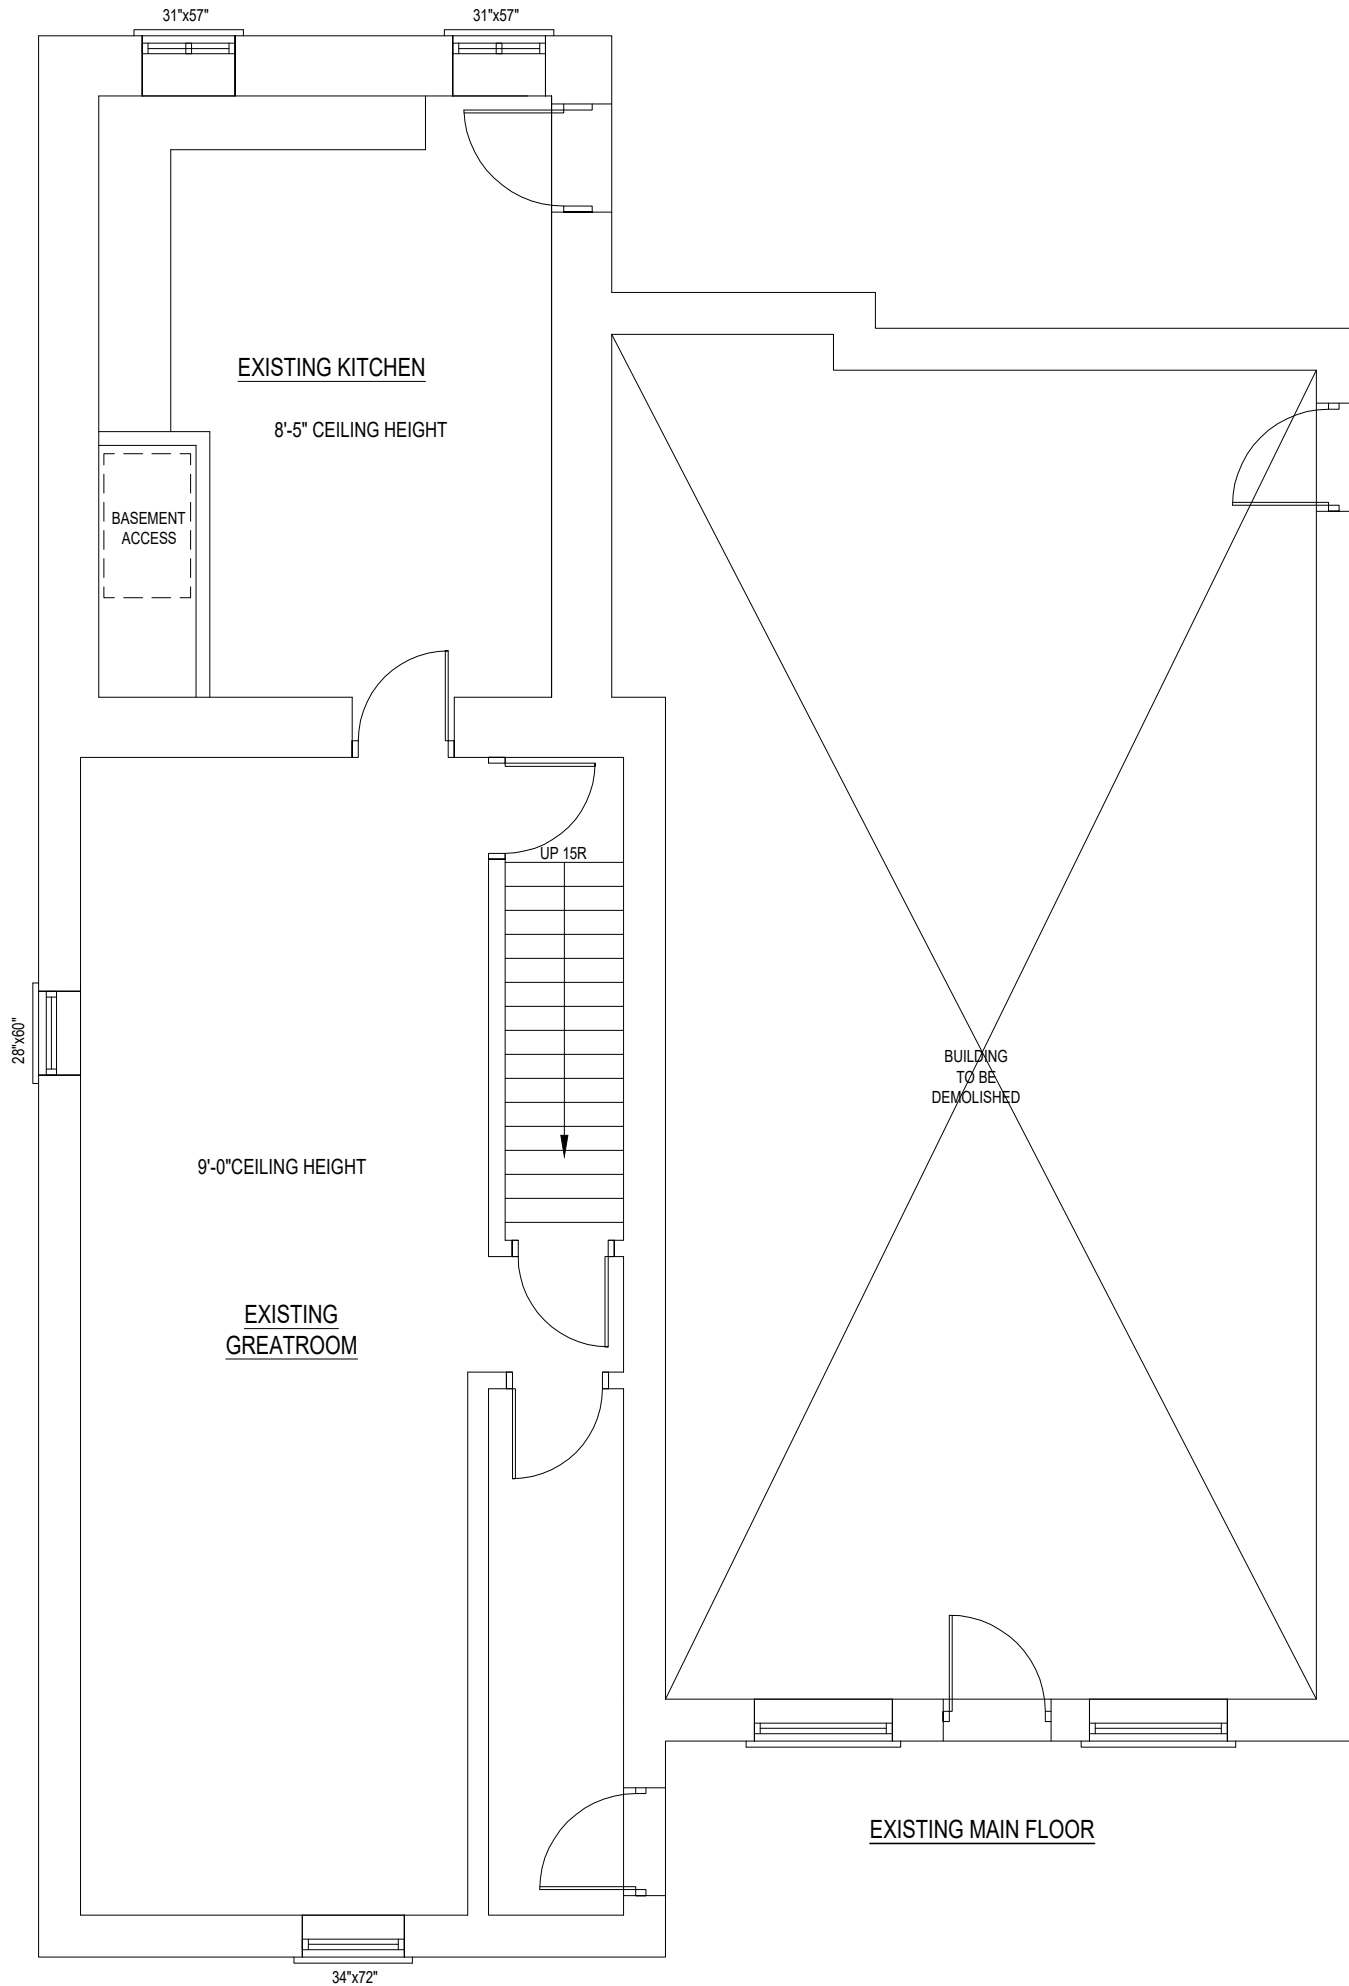 31"x57"
31"x57"
EXISTING KITCHEN
8'-5" CEILING HEIGHT
BASEMENT
ACCESS
UP 15R
28"x60"
BUILDING
TO BE
DEMOLISHED
9'-0"CEILING HEIGHT
EXISTING
GREATROOM
EXISTING MAIN FLOOR
34"x72"